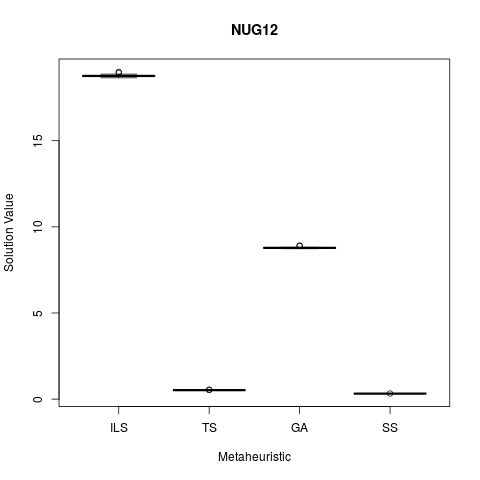 NUG12
Solution Value
15
10
5
0
ILS TS GA SS
Metaheuristic